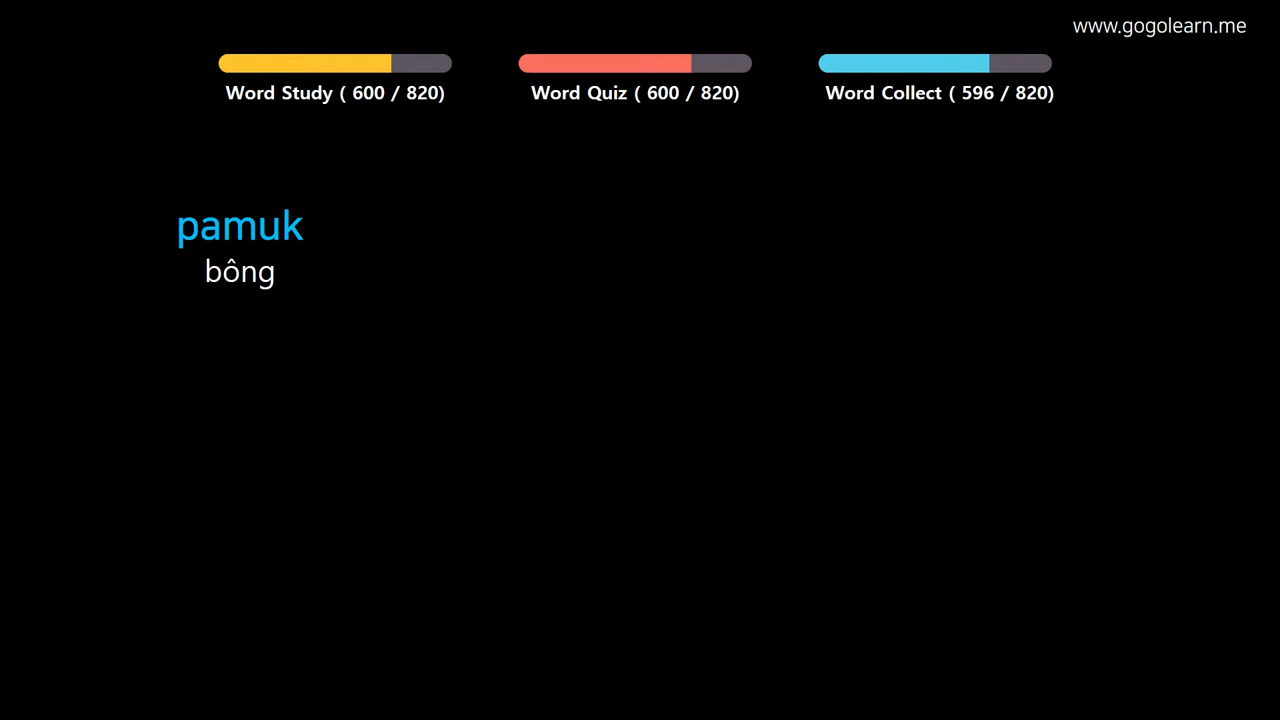 www.gogolearn.me
Word Study ( 600 / 820)
Word Quiz ( 600 / 820)
Word Collect ( 596 / 820)
pamuk
bông